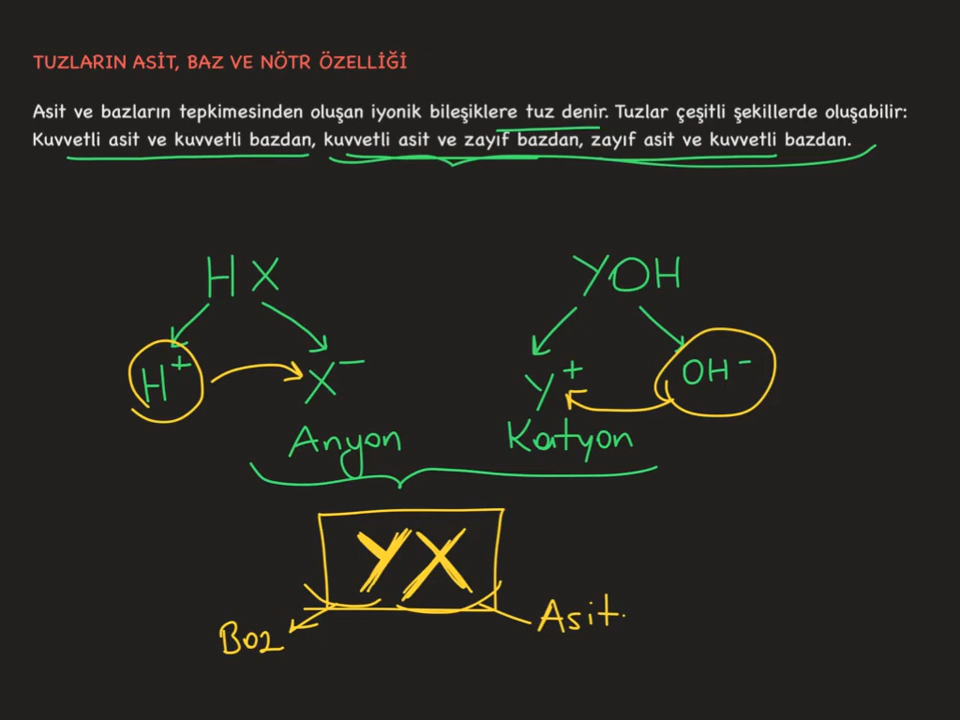 TUZLARIN ASİT, BAZ VE NÖTR ÖZELLİĞİ
Asit ve bazların tepkimesinden oluşan iyonik bileşiklere tuz denir. Tuzlar çeşitli şekillerde oluşabilir:
Kuvvetli asit ve kuvvetli bazdan, kuvvetli asit ve zayıf bazdan, zayıf asit ve kuvvetli bazdan.
HX YOH
H⁺ X⁻ Y⁺ OH⁻
Anyon Katyon
YX
Baz Asit.